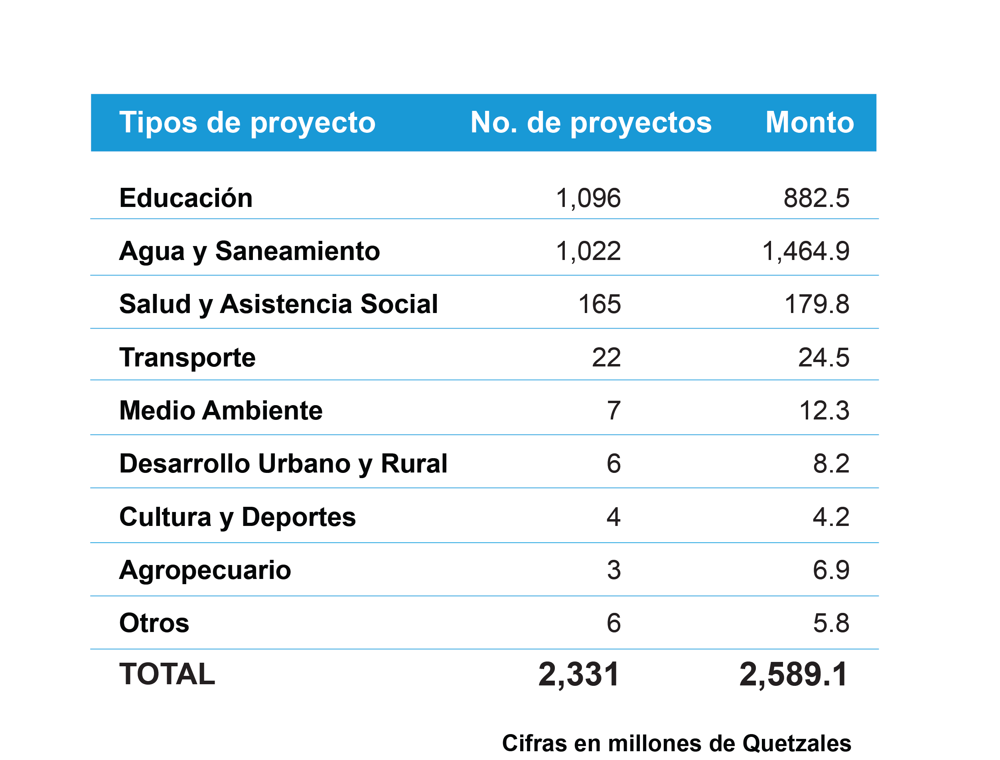 Tipos de proyecto No. de proyectos Monto
Educación 1,096 882.5
Agua y Saneamiento 1,022 1,464.9
Salud y Asistencia Social 165 179.8
Transporte 22 24.5
Medio Ambiente 7 12.3
Desarrollo Urbano y Rural 6 8.2
Cultura y Deportes 4 4.2
Agropecuario 3 6.9
Otros 6 5.8
TOTAL 2,331 2,589.1
Cifras en millones de Quetzales